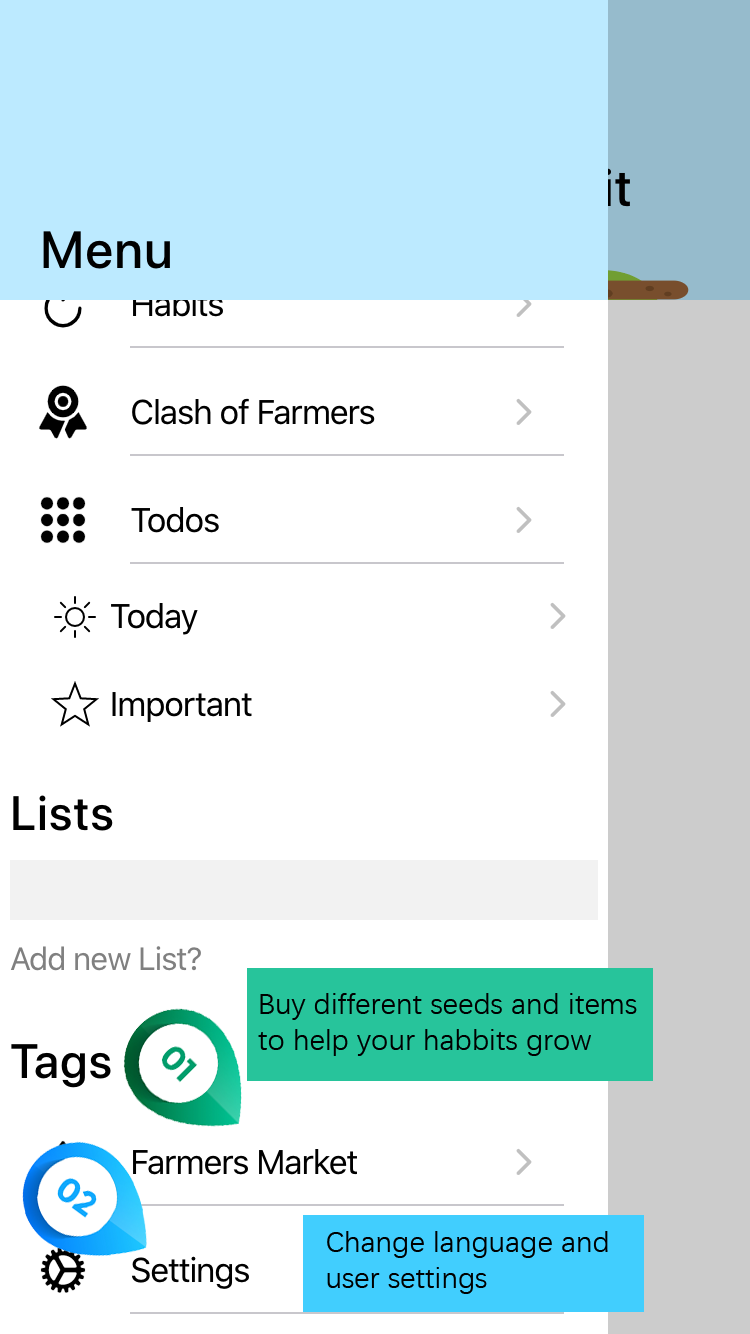 it
Menu
Habits
Clash of Farmers
Todos
Today
Important
Lists
Add new List?
Buy different seeds and items
to help your habbits grow
Tags
01
Farmers Market
02
Change language and
user settings
Settings